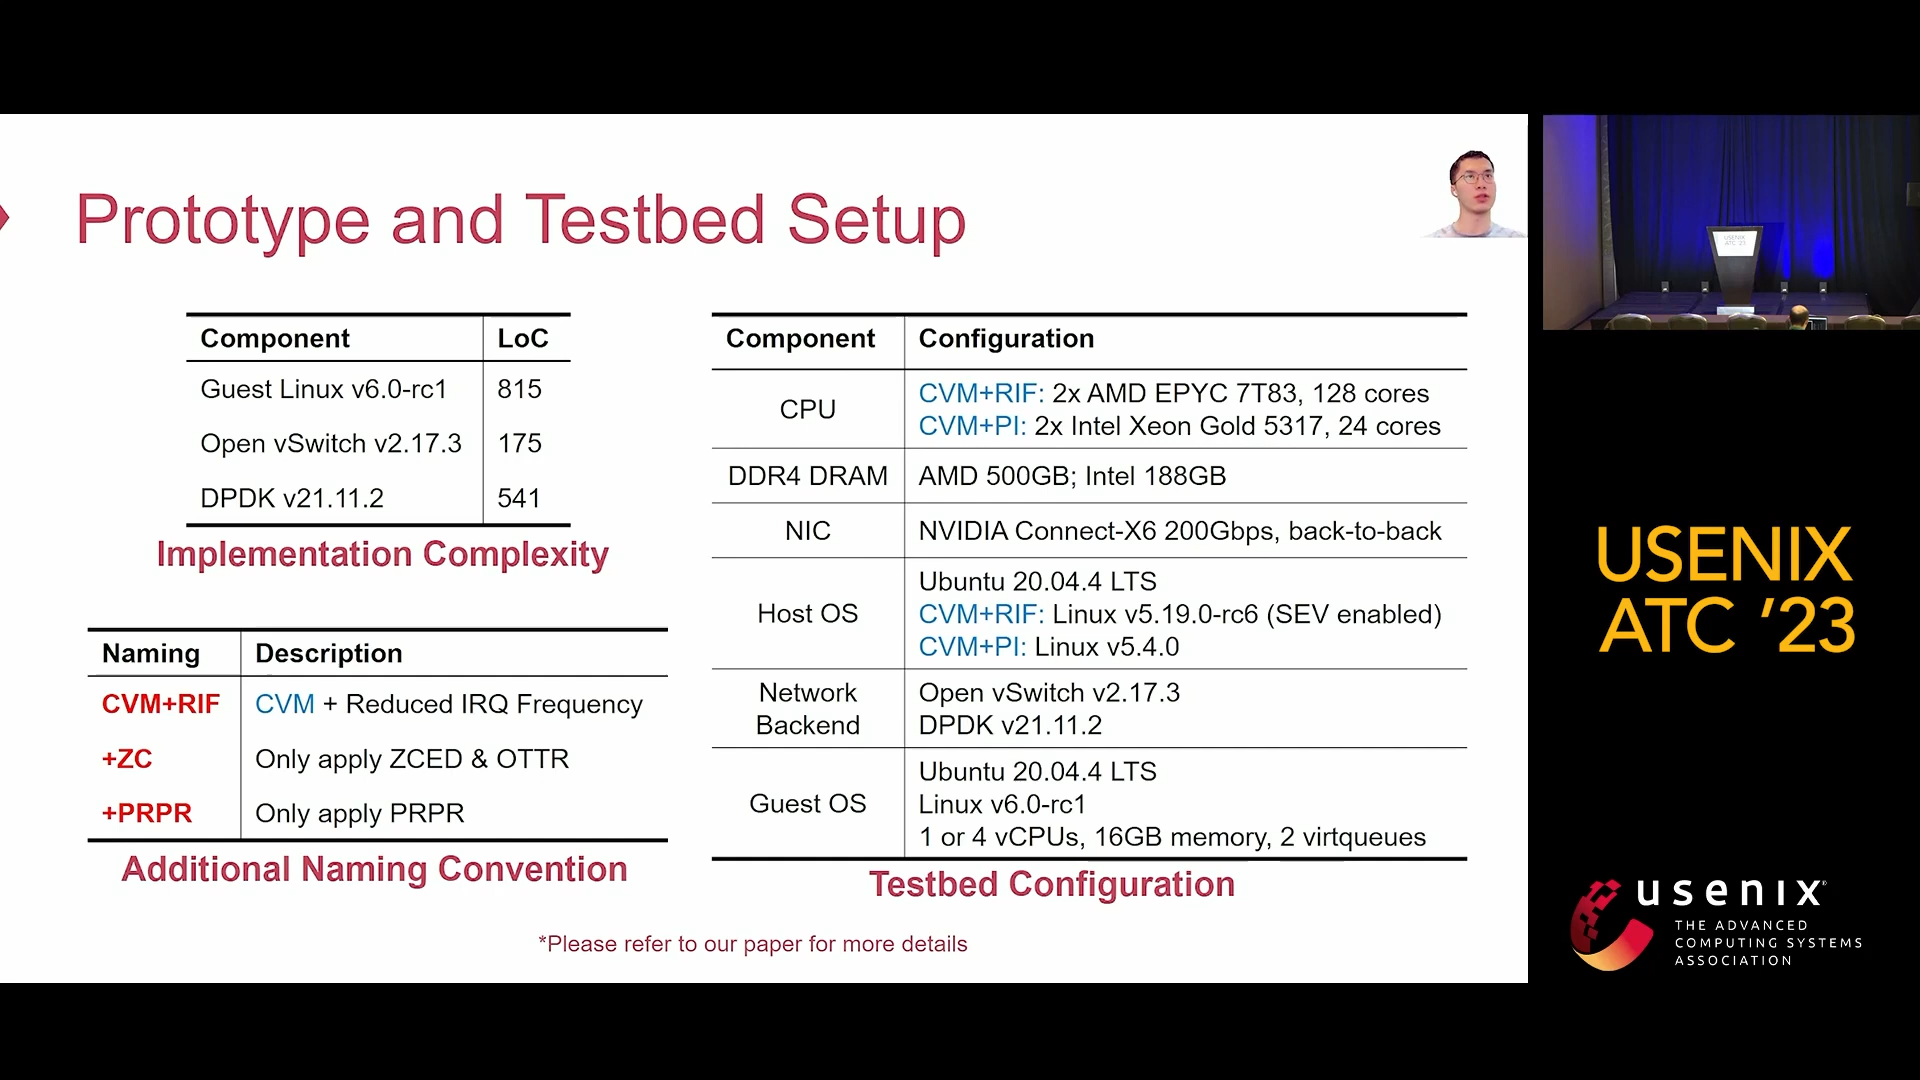 Prototype and Testbed Setup
Component LoC
Guest Linux v6.0-rc1 815
Open vSwitch v2.17.3 175
DPDK v21.11.2 541
Implementation Complexity
Naming Description
CVM+RIF CVM + Reduced IRQ Frequency
+ZC Only apply ZCED & OTTR
+PRPR Only apply PRPR
Additional Naming Convention
Component Configuration
CPU
CVM+RIF: 2x AMD EPYC 7T83, 128 cores
CVM+PI: 2x Intel Xeon Gold 5317, 24 cores
DDR4 DRAM AMD 500GB; Intel 188GB
NIC NVIDIA Connect-X6 200Gbps, back-to-back
Host OS
Ubuntu 20.04.4 LTS
CVM+RIF: Linux v5.19.0-rc6 (SEV enabled)
CVM+PI: Linux v5.4.0
Network
Backend
Open vSwitch v2.17.3
DPDK v21.11.2
Guest OS
Ubuntu 20.04.4 LTS
Linux v6.0-rc1
1 or 4 vCPUs, 16GB memory, 2 virtqueues
Testbed Configuration
*Please refer to our paper for more details
USENIX
ATC '23
USENIX
ATC '23
usenix®
THE ADVANCED
COMPUTING SYSTEMS
ASSOCIATION